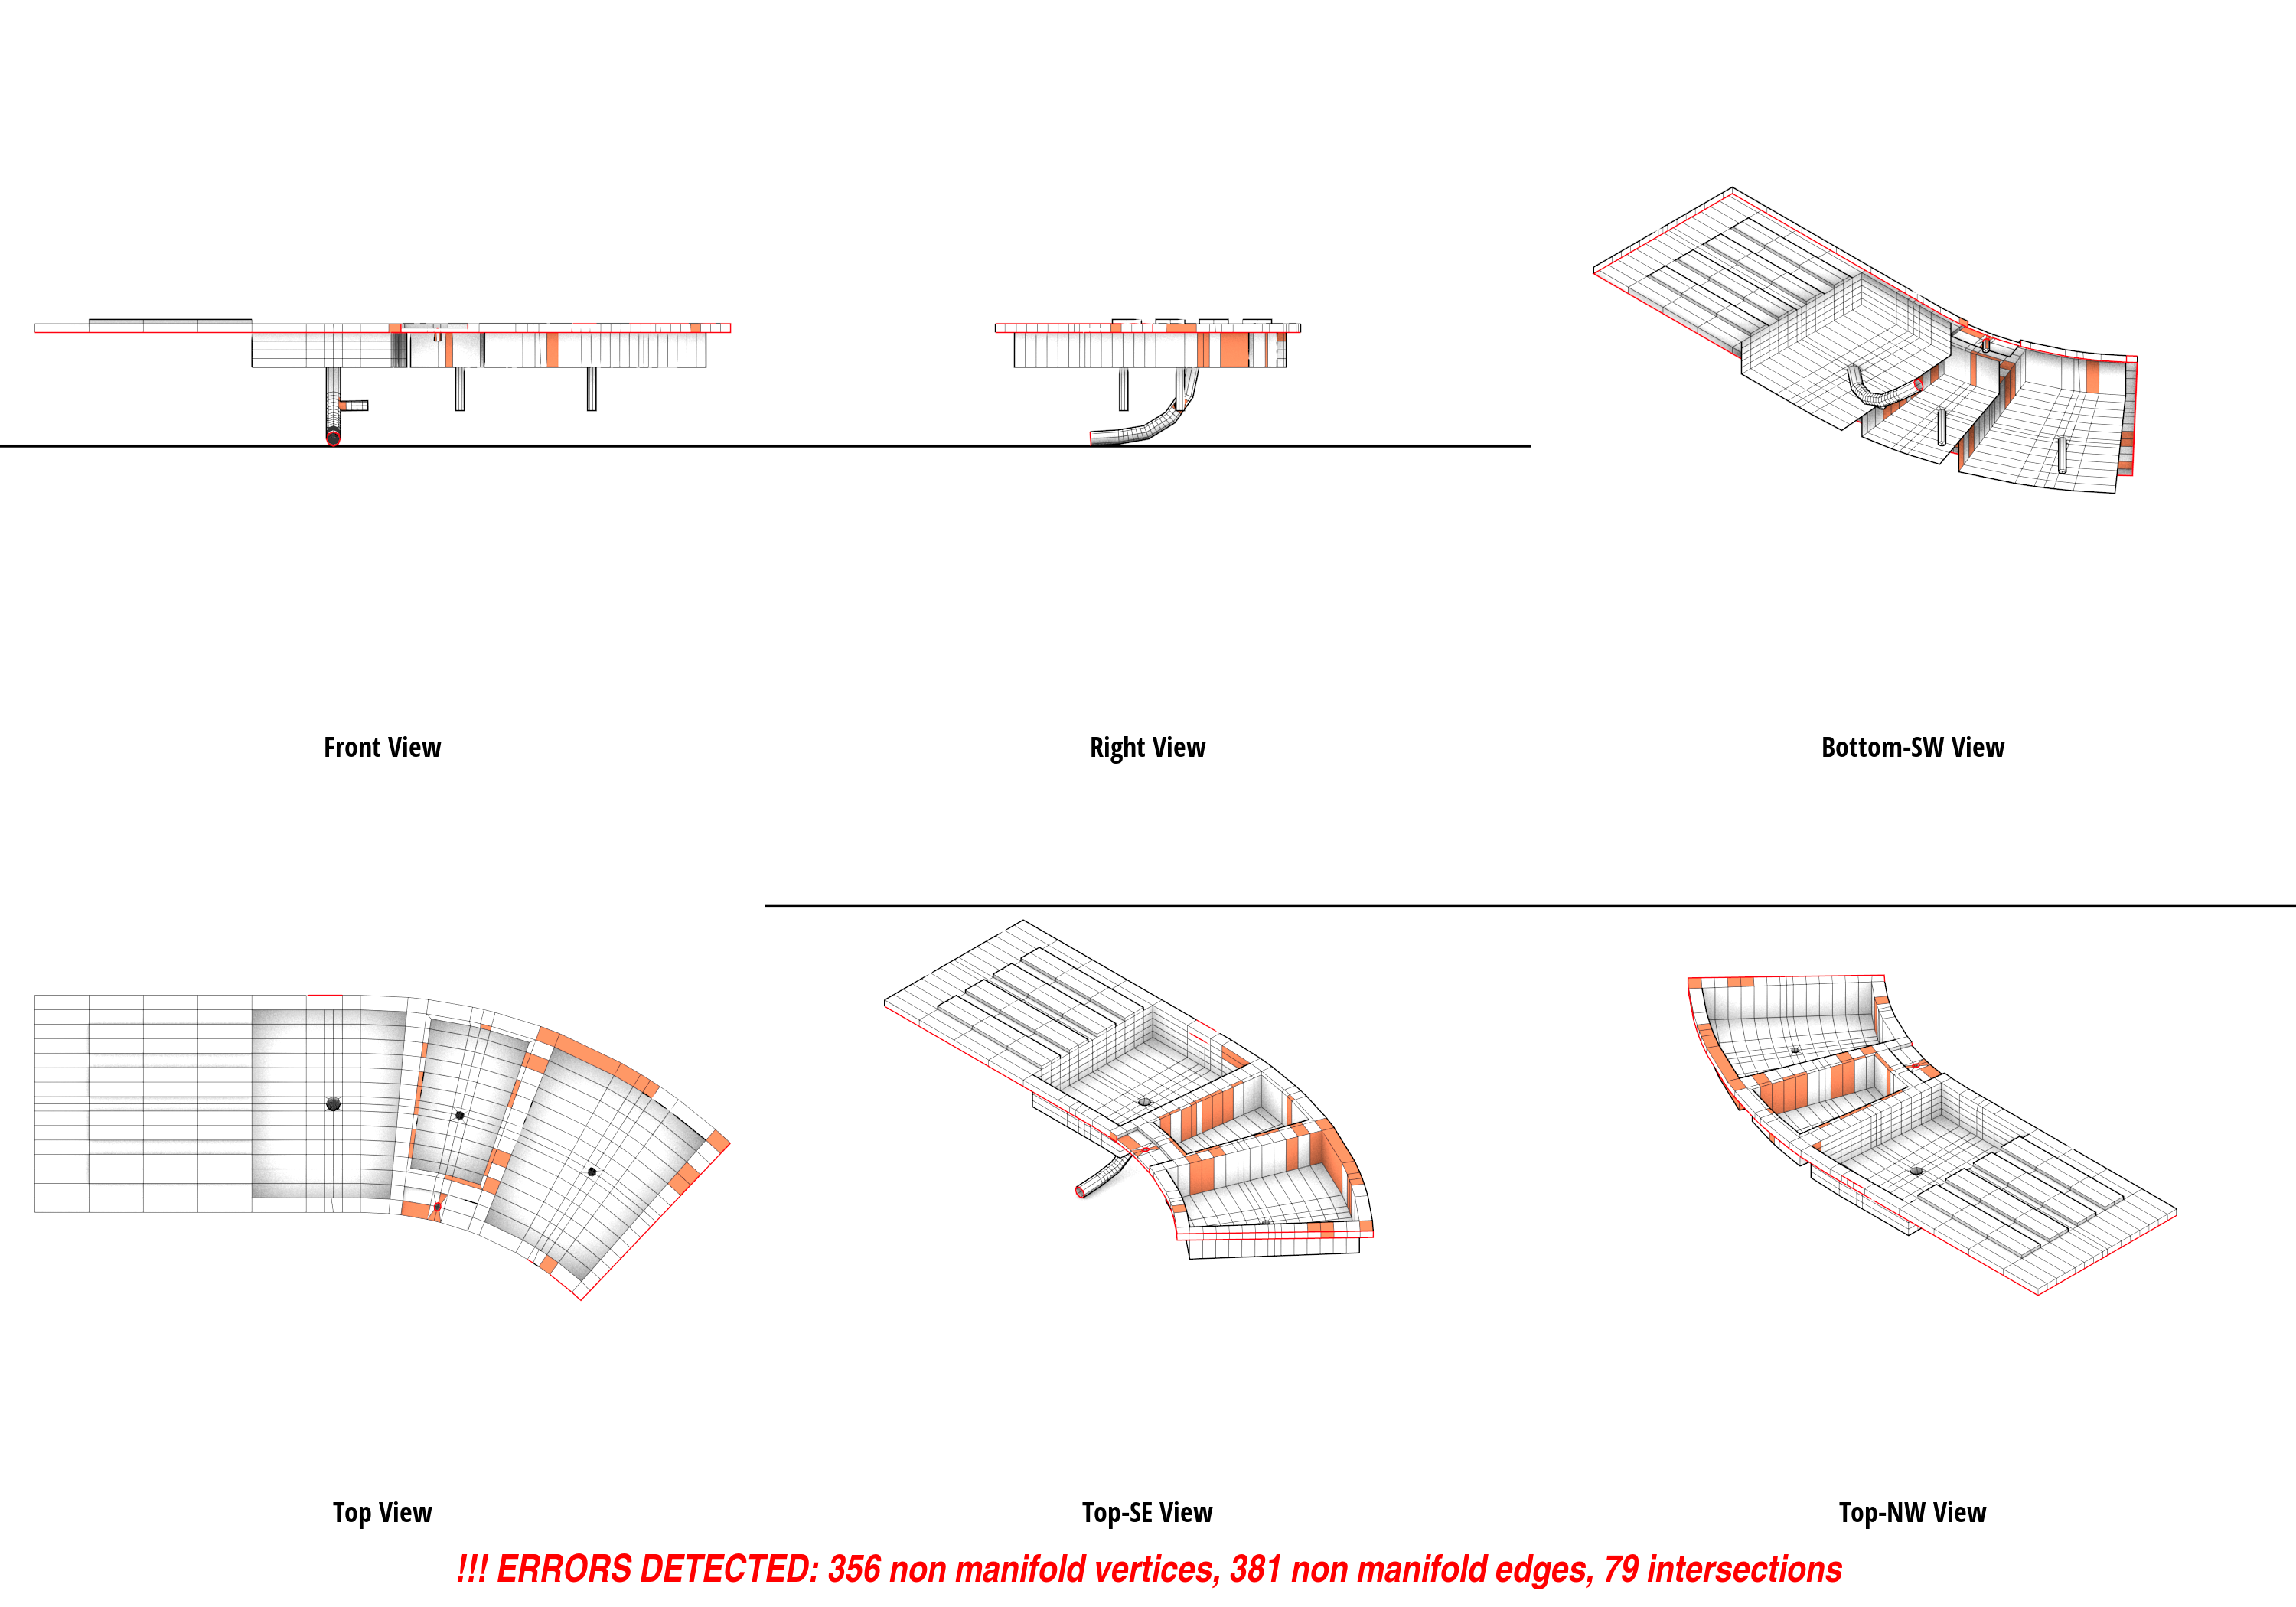 Front View
Right View
Bottom-SW View
Top View
Top-SE View
Top-NW View
!!! ERRORS DETECTED: 356 non manifold vertices, 381 non manifold edges, 79 intersections